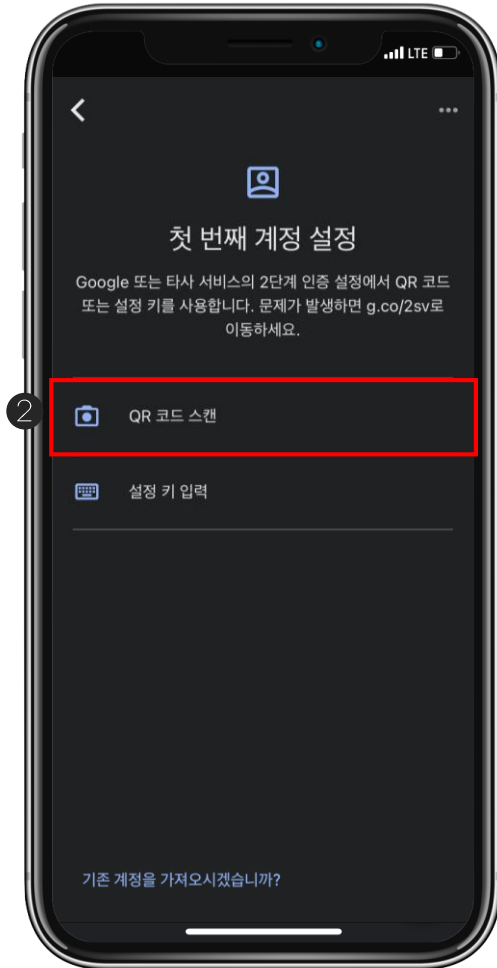 LTE
첫 번째 계정 설정
Google 또는 타사 서비스의 2단계 인증 설정에서 QR 코드
또는 설정 키를 사용합니다. 문제가 발생하면 g.co/2sv로
이동하세요.
2
QR 코드 스캔
설정 키 입력
기존 계정을 가져오시겠습니까?